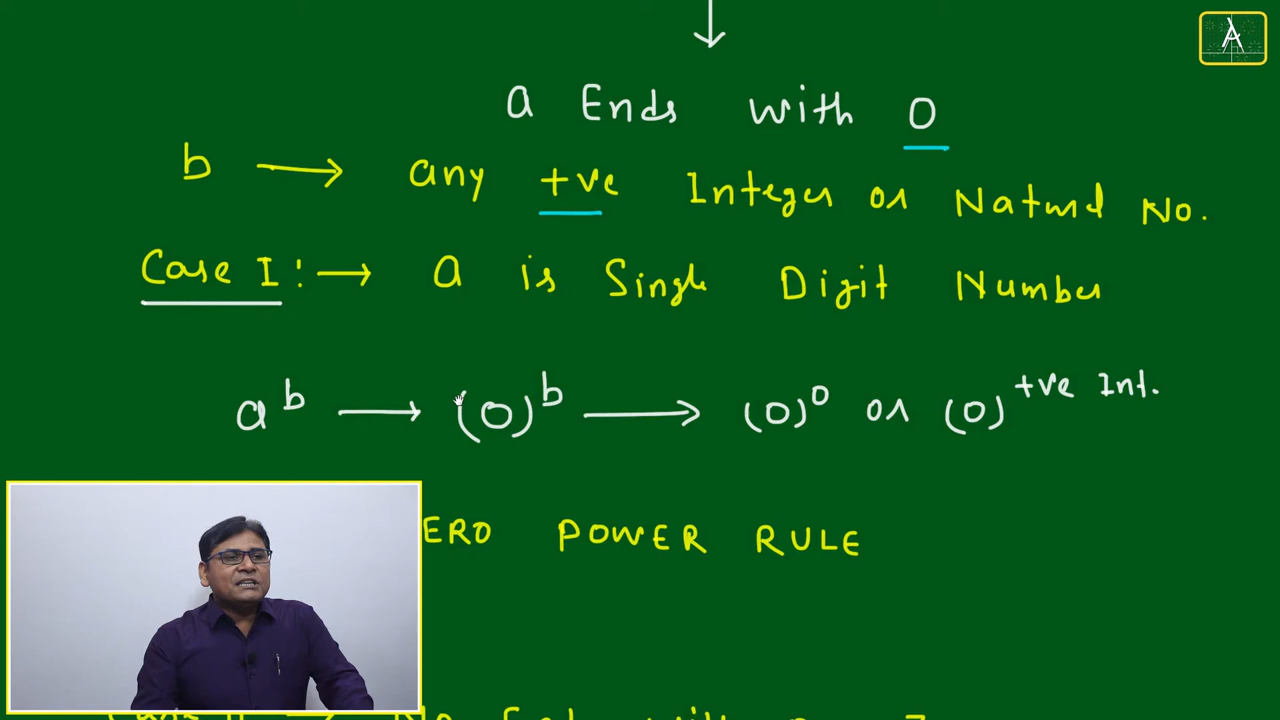 a Ends with 0
b → any +ve Integer or Natural No.
Case I :→ a is Single Digit Number
a^b → (0)^b → (0)^0 or (0)^+ve Int.
ERO POWER RULE